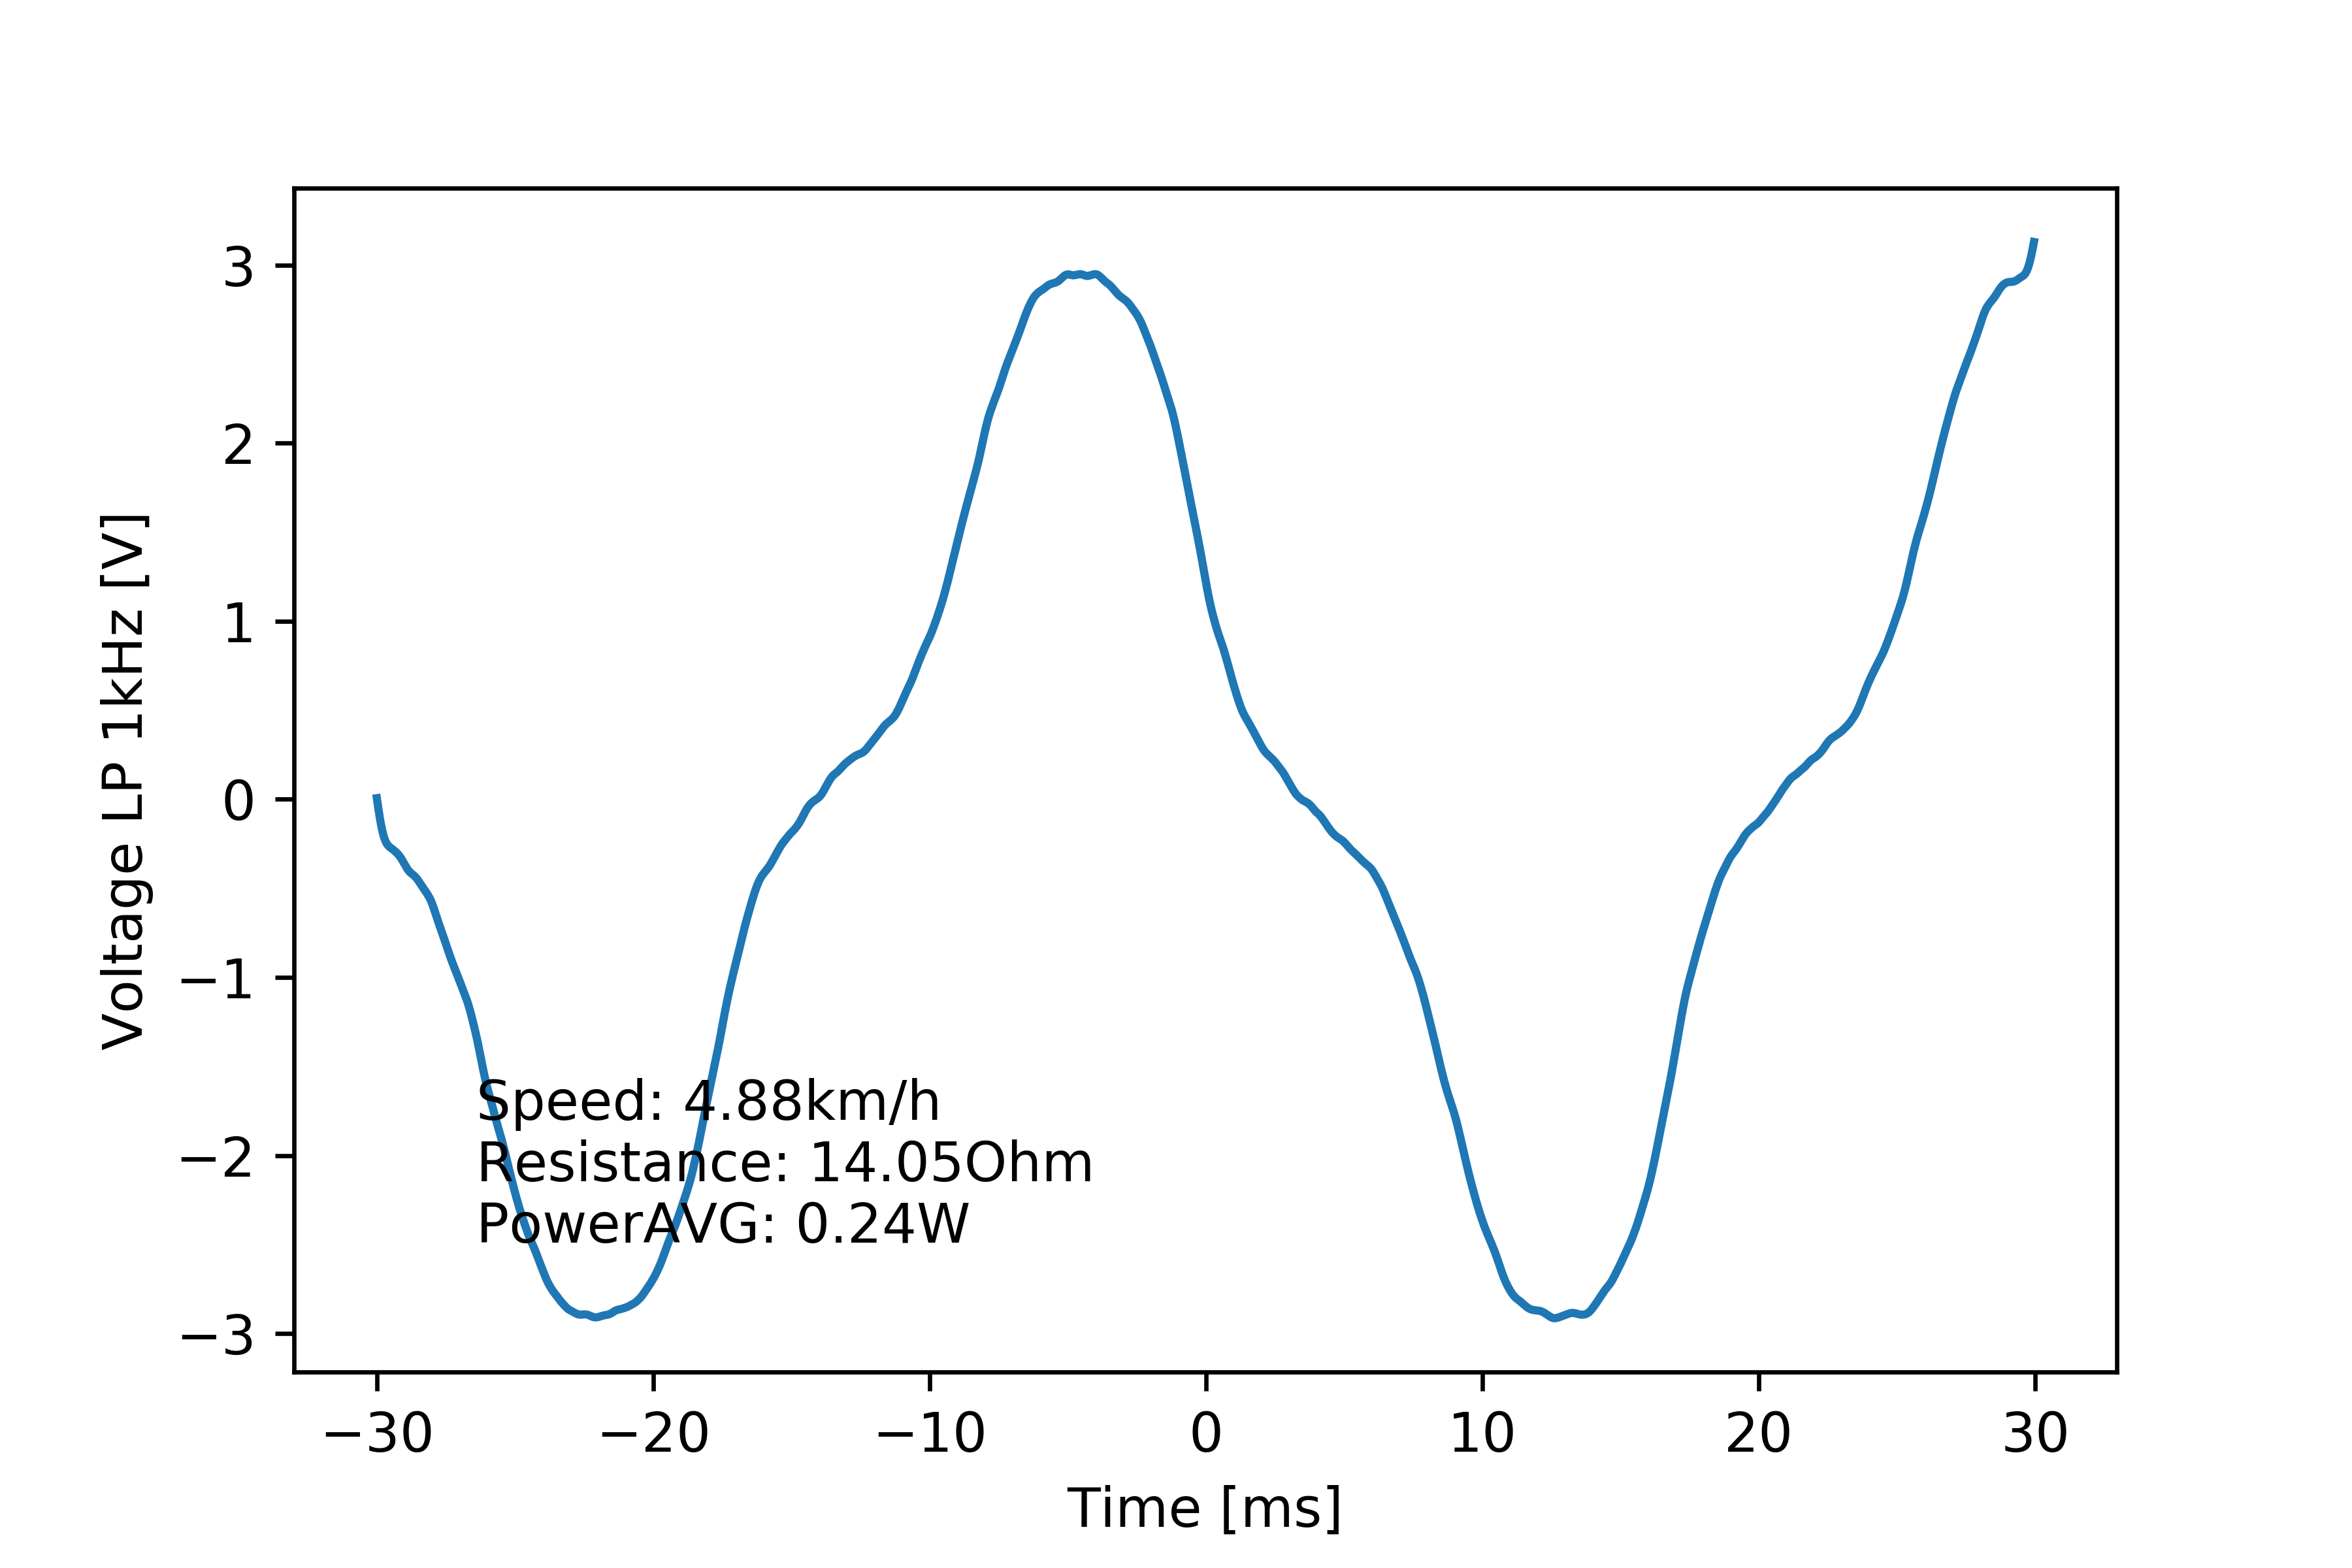 3
2
1
0
−1
−2
−3
Voltage LP 1kHz [V]
Speed: 4.88km/h
Resistance: 14.05Ohm
PowerAVG: 0.24W
−30 −20 −10 0 10 20 30
Time [ms]